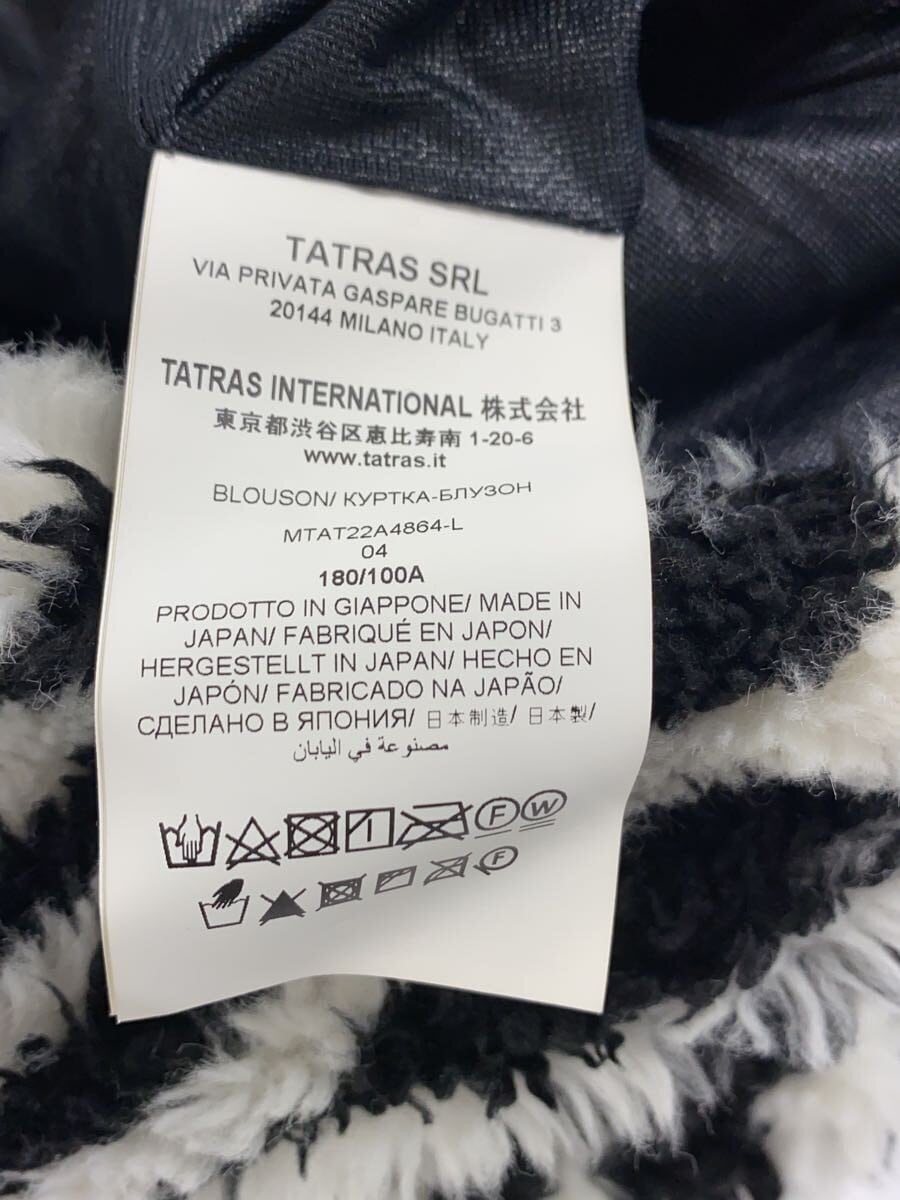 TATRAS SRL
VIA PRIVATA GASPARE BUGATTI 3
20144 MILANO ITALY
TATRAS INTERNATIONAL 株式会社
東京都渋谷区恵比寿南 1-20-6
www.tatras.it
BLOUSON/ КУРТКА-БЛУЗОН
MTAT22A4864-L
04
180/100A
PRODOTTO IN GIAPPONE/ MADE IN
JAPAN/ FABRIQUÉ EN JAPON/
HERGESTELLT IN JAPAN/ HECHO EN
JAPÓN/ FABRICADO NA JAPÃO/
СДЕЛАНО В ЯПОНИЯ/ 日本制造/ 日本製/
مصنوعة في اليابان
F W
F